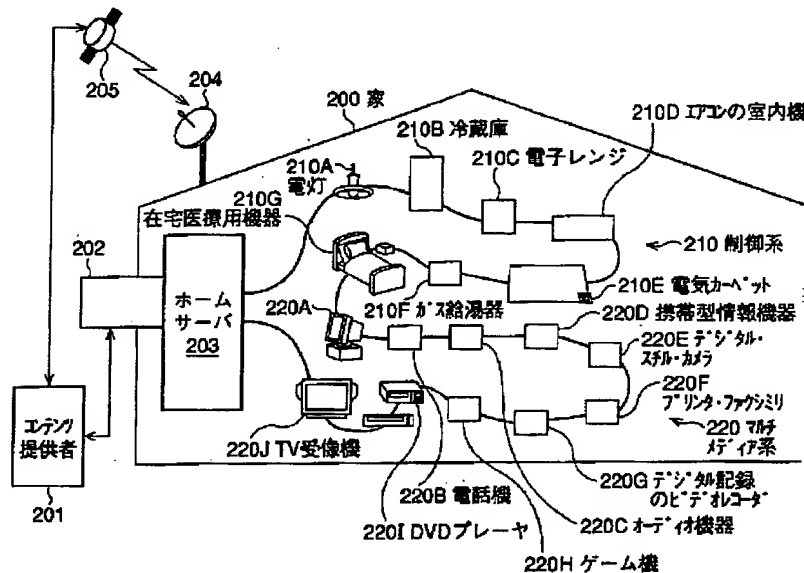 205
204
200 家
210D エアコンの室内機
210B 冷蔵庫
210C 電子レンジ
210A
電灯
210G
在宅医療用機器
202
210 制御系
210E 電気カーペット
210F ガス給湯器
ホーム
サーバ
203
220A
220D 携帯型情報機器
220E デジタル・
スチル・カメラ
220F
プリンタ・ファクシミリ
220 マルチ
メディア系
コンテンツ
提供者
201
220J TV受像機
220B 電話機
220G デジタル記録
のビデオレコーダ
220I DVDプレーヤ
220C オーディオ機器
220H ゲーム機